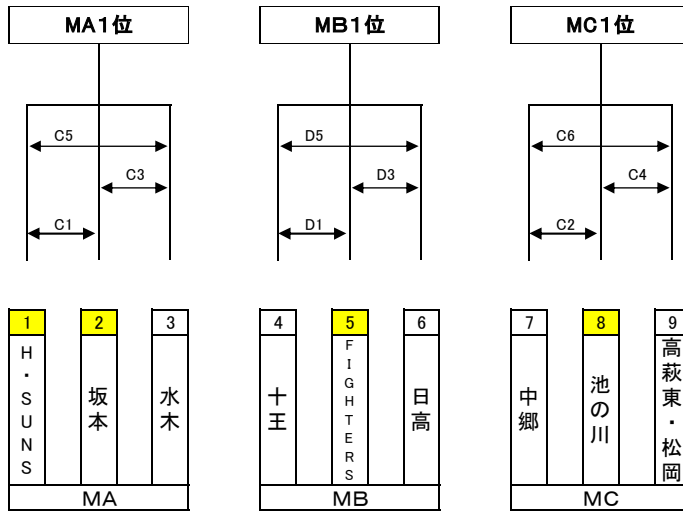 MA1位 MB1位 MC1位
C5 D5 C6
C3 D3 C4
C1 D1 C2
1 2 3 4 5 6 7 8 9
H・SUNS 坂本 水木 十王 FIGHTERS 日高 中郷 池の川 高萩東・松岡
MA MB MC